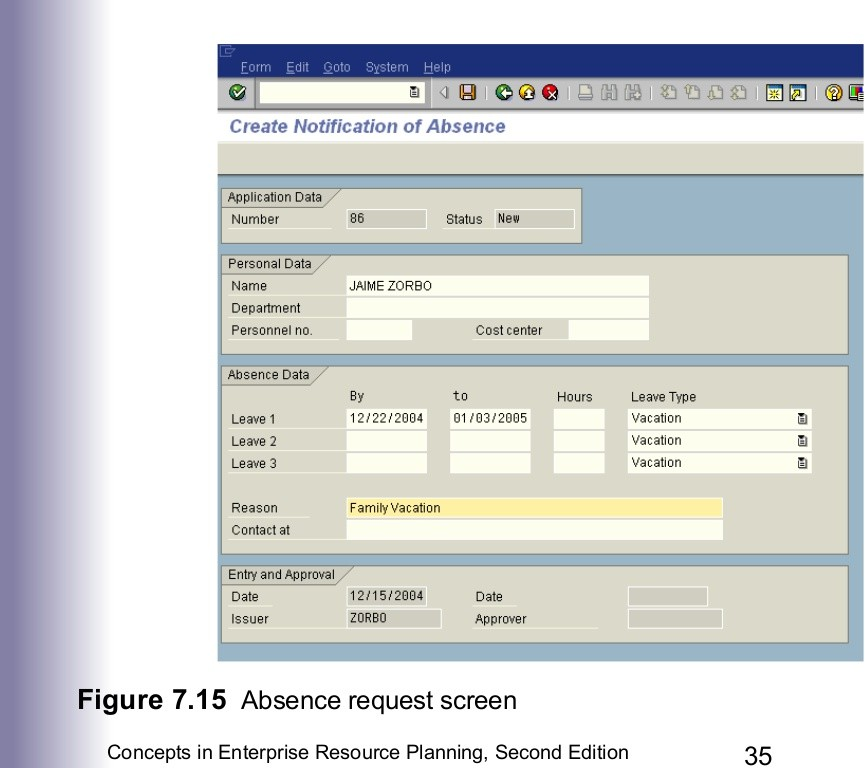 Form Edit Goto System Help
Create Notification of Absence
Application Data
Number 86 Status New
Personal Data
Name JAIME ZORBO
Department
Personnel no. Cost center
Absence Data
By to Hours Leave Type
Leave 1 12/22/2004 01/03/2005 Vacation
Leave 2 Vacation
Leave 3 Vacation
Reason Family Vacation
Contact at
Entry and Approval
Date 12/15/2004 Date
Issuer ZORBO Approver
Figure 7.15 Absence request screen
Concepts in Enterprise Resource Planning, Second Edition 35